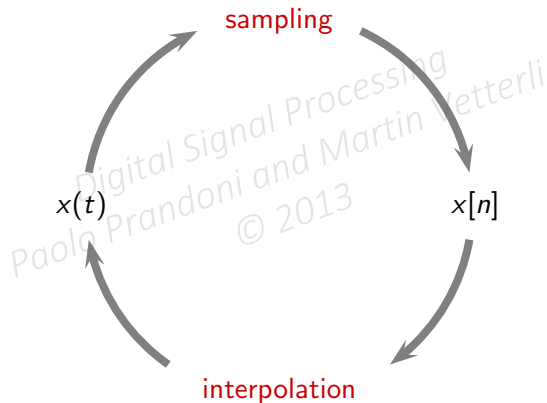 sampling
Digital Signal Processing
Paolo Prandoni and Martin Vetterli
© 2013
x(t)
x[n]
interpolation